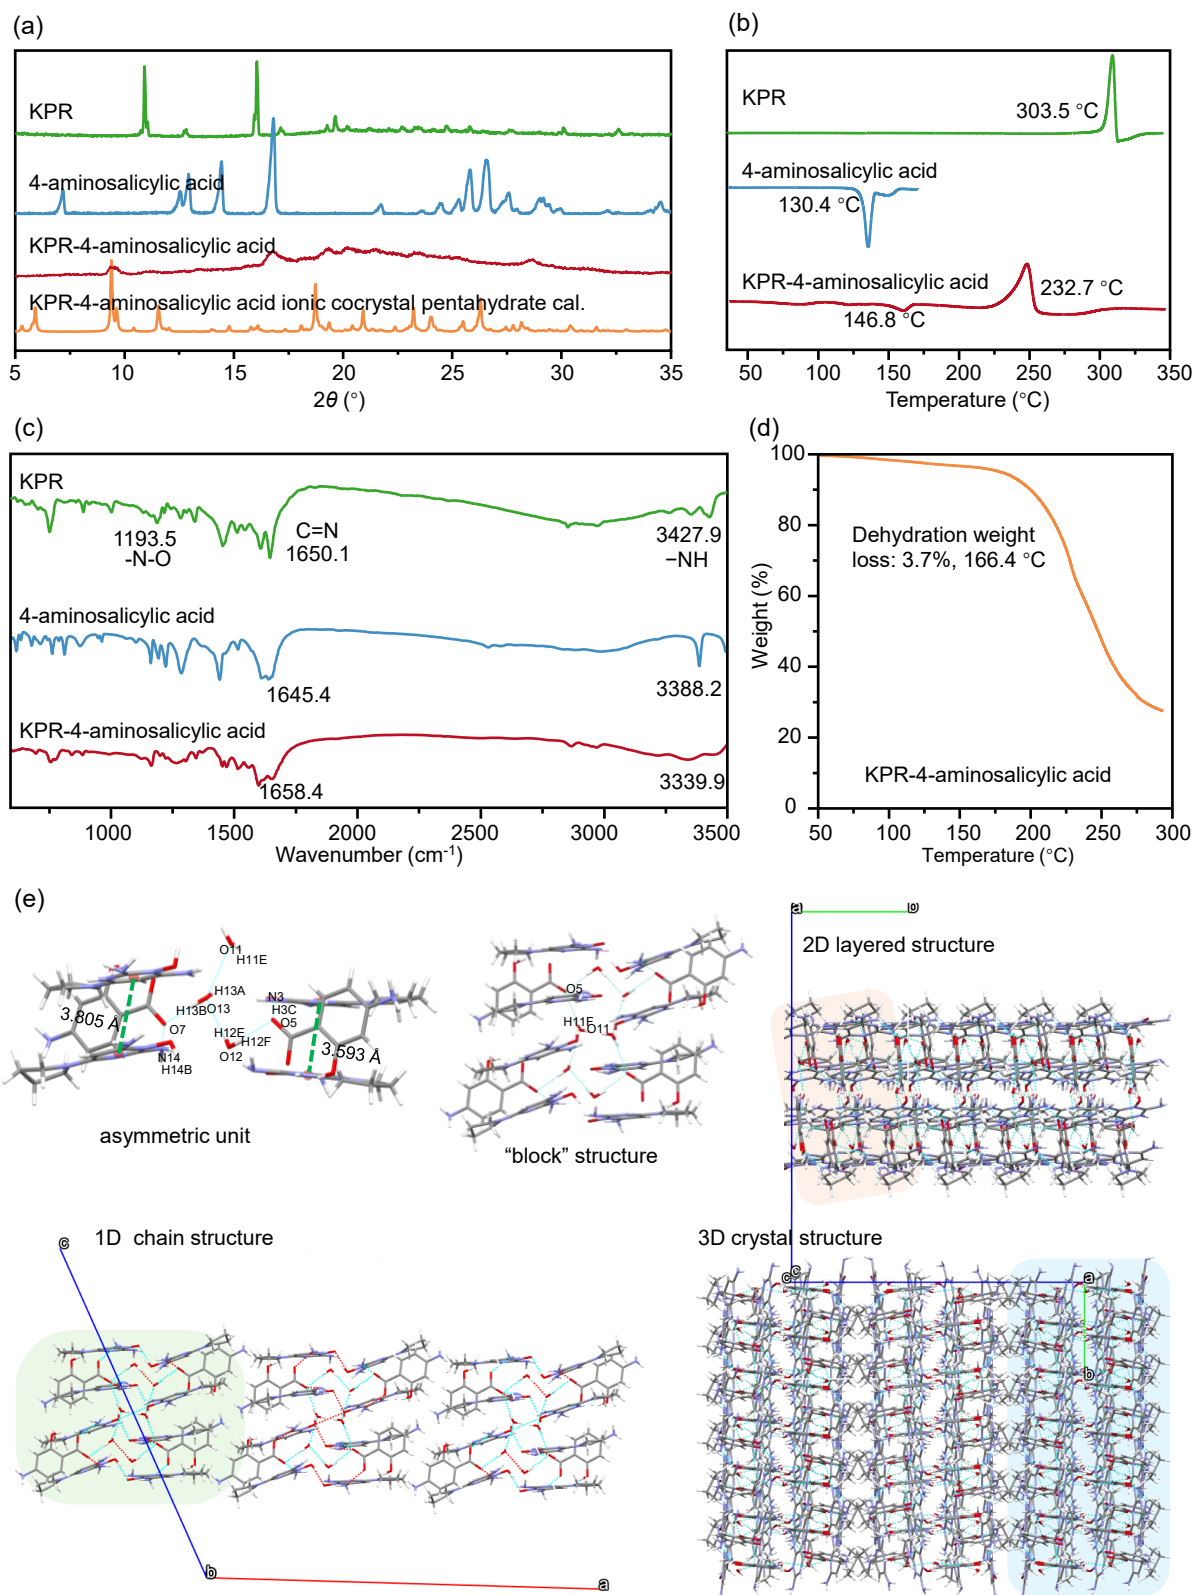 (a)
KPR
4-aminosalicylic acid
KPR-4-aminosalicylic acid
KPR-4-aminosalicylic acid ionic cocrystal pentahydrate cal.
5 10 15 20 25 30 35
2θ (°)
(b)
KPR
303.5 °C
4-aminosalicylic acid
130.4 °C
KPR-4-aminosalicylic acid
232.7 °C
146.8 °C
50 100 150 200 250 300 350
Temperature (°C)
(c)
KPR
1193.5
-N-O
C=N
1650.1
3427.9
−NH
4-aminosalicylic acid
1645.4
3388.2
KPR-4-aminosalicylic acid
1658.4
3339.9
1000 1500 2000 2500 3000 3500
Wavenumber (cm-1)
(d)
100
80
60
40
20
0
Weight (%)
Dehydration weight
loss: 3.7%, 166.4 °C
KPR-4-aminosalicylic acid
50 100 150 200 250 300
Temperature (°C)
(e)
O11
H11E
H13A
H13B
O13
N3
H3C
O5
O7
H12E
H12F
O12
N14
H14B
3.805 Å
3.593 Å
asymmetric unit
O5
H11F
O11
"block" structure
a
b
2D layered structure
c
1D chain structure
c
b
a
3D crystal structure
c
a
b